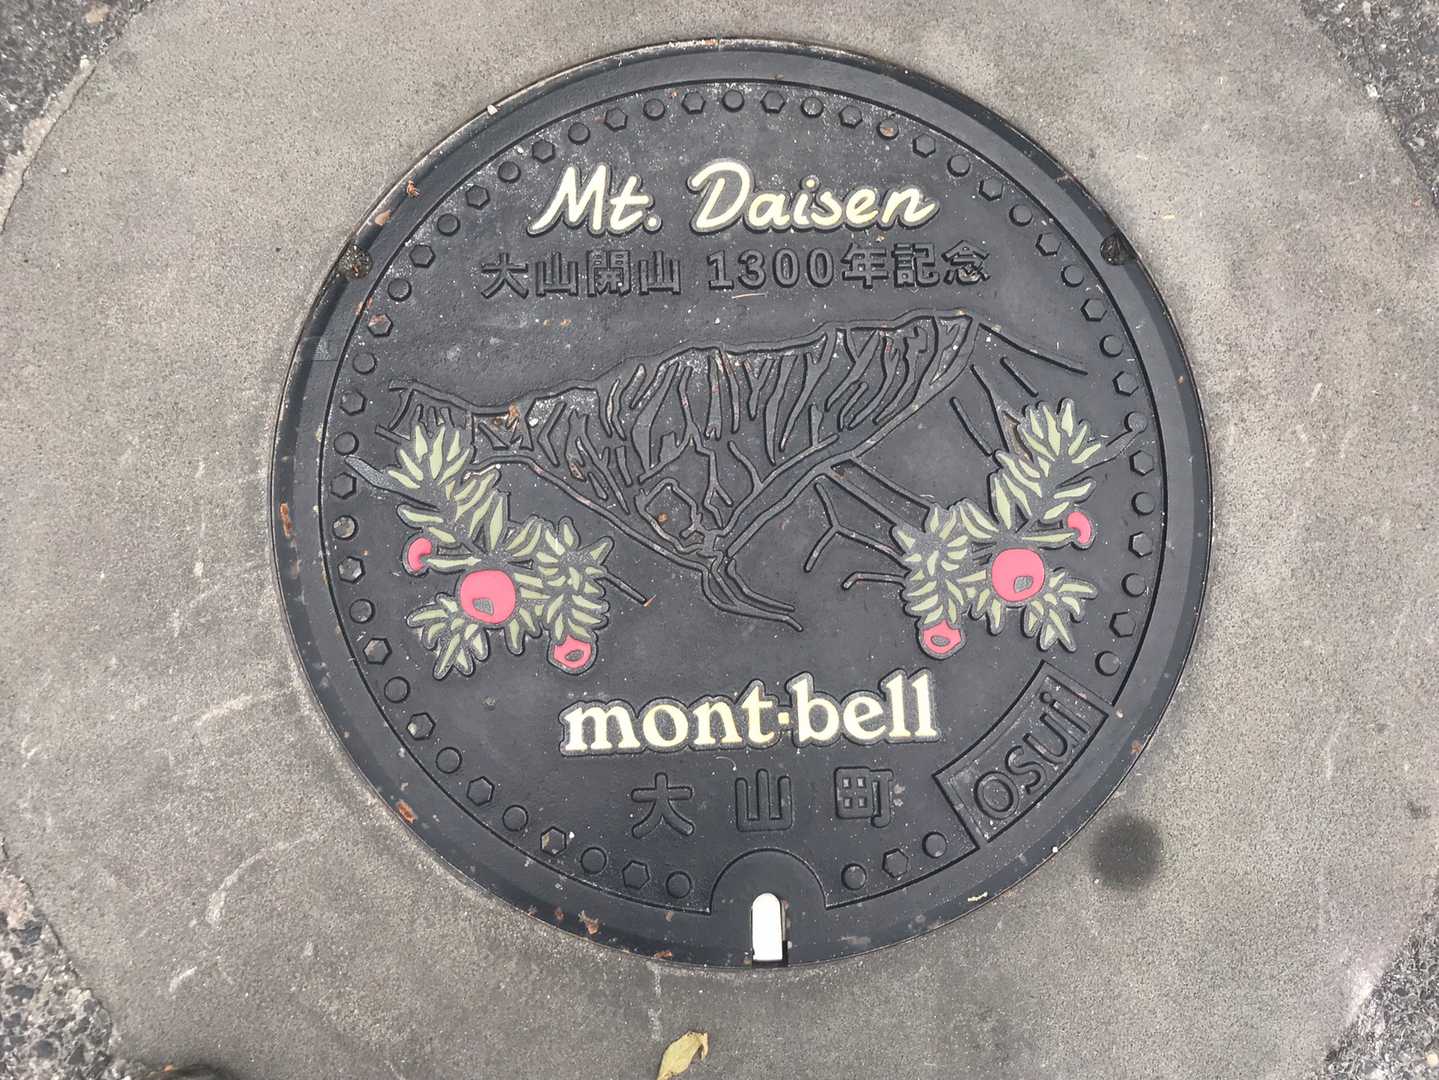 Mt. Daisen
大山開山 1300年記念
mont-bell
大山町
osui